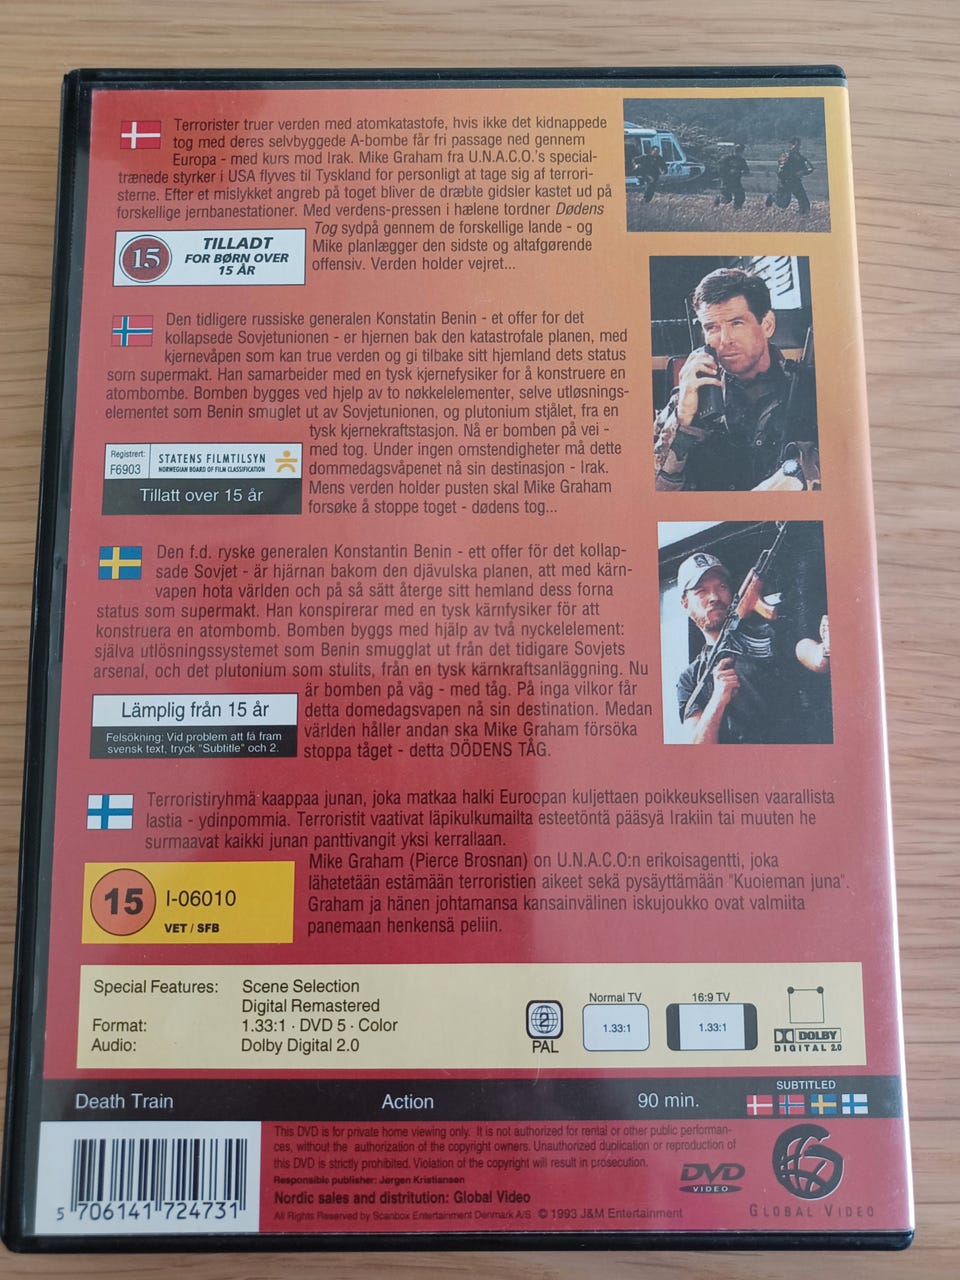 Terrorister truer verden med atomkatastofe, hvis ikke det kidnappede
tog med deres selvbyggede A-bombe får fri passage ned gennem
Europa - med kurs mod Irak. Mike Graham fra U.N.A.C.O.'s special-
trænede styrker i USA flyves til Tyskland for personligt at tage sig af terrori-
sterne. Efter et mislykket angreb på toget bliver de dræbte gidsler kastet ud på
forskellige jernbanestationer. Med verdens-pressen i hælene tordner Dødens
Tog sydpå gennem de forskellige lande - og
Mike planlægger den sidste og altafgørende
offensiv. Verden holder vejret...
15
TILLADT
FOR BØRN OVER
15 ÅR
Den tidligere russiske generalen Konstatin Benin - et offer for det
kollapsede Sovjetunionen - er hjernen bak den katastrofale planen, med
kjernevåpen som kan true verden og gi tilbake sitt hjemland dets status
sorn supermakt. Han samarbeider med en tysk kjernefysiker for å konstruere en
atombombe. Bomben bygges ved hjelp av to nøkkelementer, selve utløsnings-
elementet som Benin smuglet ut av Sovjetunionen, og plutonium stjålet, fra en
tysk kjernekraftstasjon. Nå er bomben på vei -
med tog. Under ingen omstendigheter må dette
dommedagsvåpenet nå sin destinasjon - Irak.
Mens verden holder pusten skal Mike Graham
forsøke å stoppe toget - dødens tog...
Registrert:
F6903
STATENS FILMTILSYN
NORWEGIAN BOARD OF FILM CLASSIFICATION
Tillatt over 15 år
Den f.d. ryske generalen Konstantin Benin - ett offer för det kollap-
sade Sovjet - är hjärnan bakom den djävulska planen, att med kärn-
vapen hota världen och på så sätt återge sitt hemland dess forna
status som supermakt. Han konspirerar med en tysk kärnfysiker för att
konstruera en atombomb. Bomben byggs med hjälp av två nyckelement:
själva utlösningssystemet som Benin smugglat ut från det tidigare Sovjets
arsenal, och det plutonium som stulits, från en tysk kärnkraftsanläggning. Nu
är bomben på väg - med tåg. På inga vilkor får
detta domedagsvapen nå sin destination. Medan
världen håller andan ska Mike Graham försöka
stoppa tåget - detta DÖDENS TÅG.
Lämplig från 15 år
Felsökning: Vid problem att få fram
svensk text, tryck "Subtitle" och 2.
Terroristiryhmä kaappaa junan, joka matkaa halki Euroopan kuljettaen poikkeuksellisen vaarallista
lastia - ydinpommia. Terroristit vaativat läpikulkumailta esteetöntä pääsyä Irakiin tai muuten he
surmaavat kaikki junan panttivangit yksi kerrallaan.
Mike Graham (Pierce Brosnan) on U.N.A.C.O:n erikoisagentti, joka
lähetetään estämään terroristien aikeet sekä pysäyttämään "Kuoieman juna".
Graham ja hänen johtamansa kansainvälinen iskujoukko ovat valmiita
panemaan henkensä peliin.
15
I-06010
VET / SFB
Special Features: Scene Selection
Digital Remastered
Format: 1.33:1 · DVD 5 · Color
Audio: Dolby Digital 2.0
2
PAL
Normal TV
1.33:1
16:9 TV
1.33:1
DOLBY
DIGITAL 2.0
Death Train Action 90 min.
SUBTITLED
5 706141 724731
This DVD is for private home viewing only. It is not authorized for rental or other public performan-
ces, without the authorization of the copyright owners. Unauthorized duplication or reproduction of
this DVD is strictly prohibited. Violation of the copyright will result in prosecution.
Responsible publisher: Jørgen Kristiansen
Nordic sales and distritution: Global Video
All Rights Reserved by Scanbox Entertainment Denmark A/S © 1993 J&M Entertainment
DVD
VIDEO
GLOBAL VIDEO